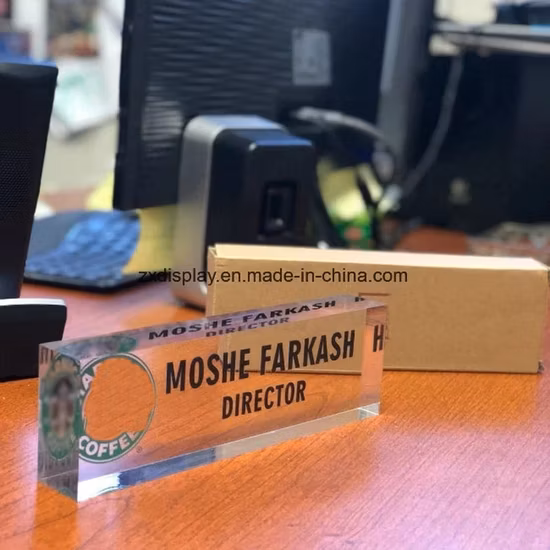 zxdisplay.en.made-in-china.com
MOSHE FARKASH
DIRECTOR
MOSHE FARKASH
DIRECTOR
COFFEE